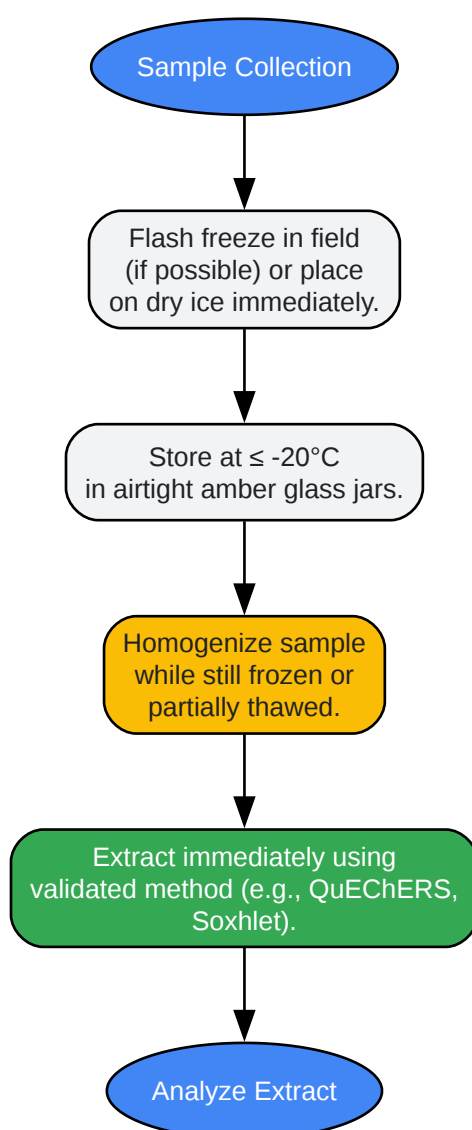 Sample Collection
Flash freeze in field
(if possible) or place
on dry ice immediately.
Store at ≤ -20°C
in airtight amber glass jars.
Homogenize sample
while still frozen or
partially thawed.
Extract immediately using
validated method (e.g., QuEChERS,
Soxhlet).
Analyze Extract